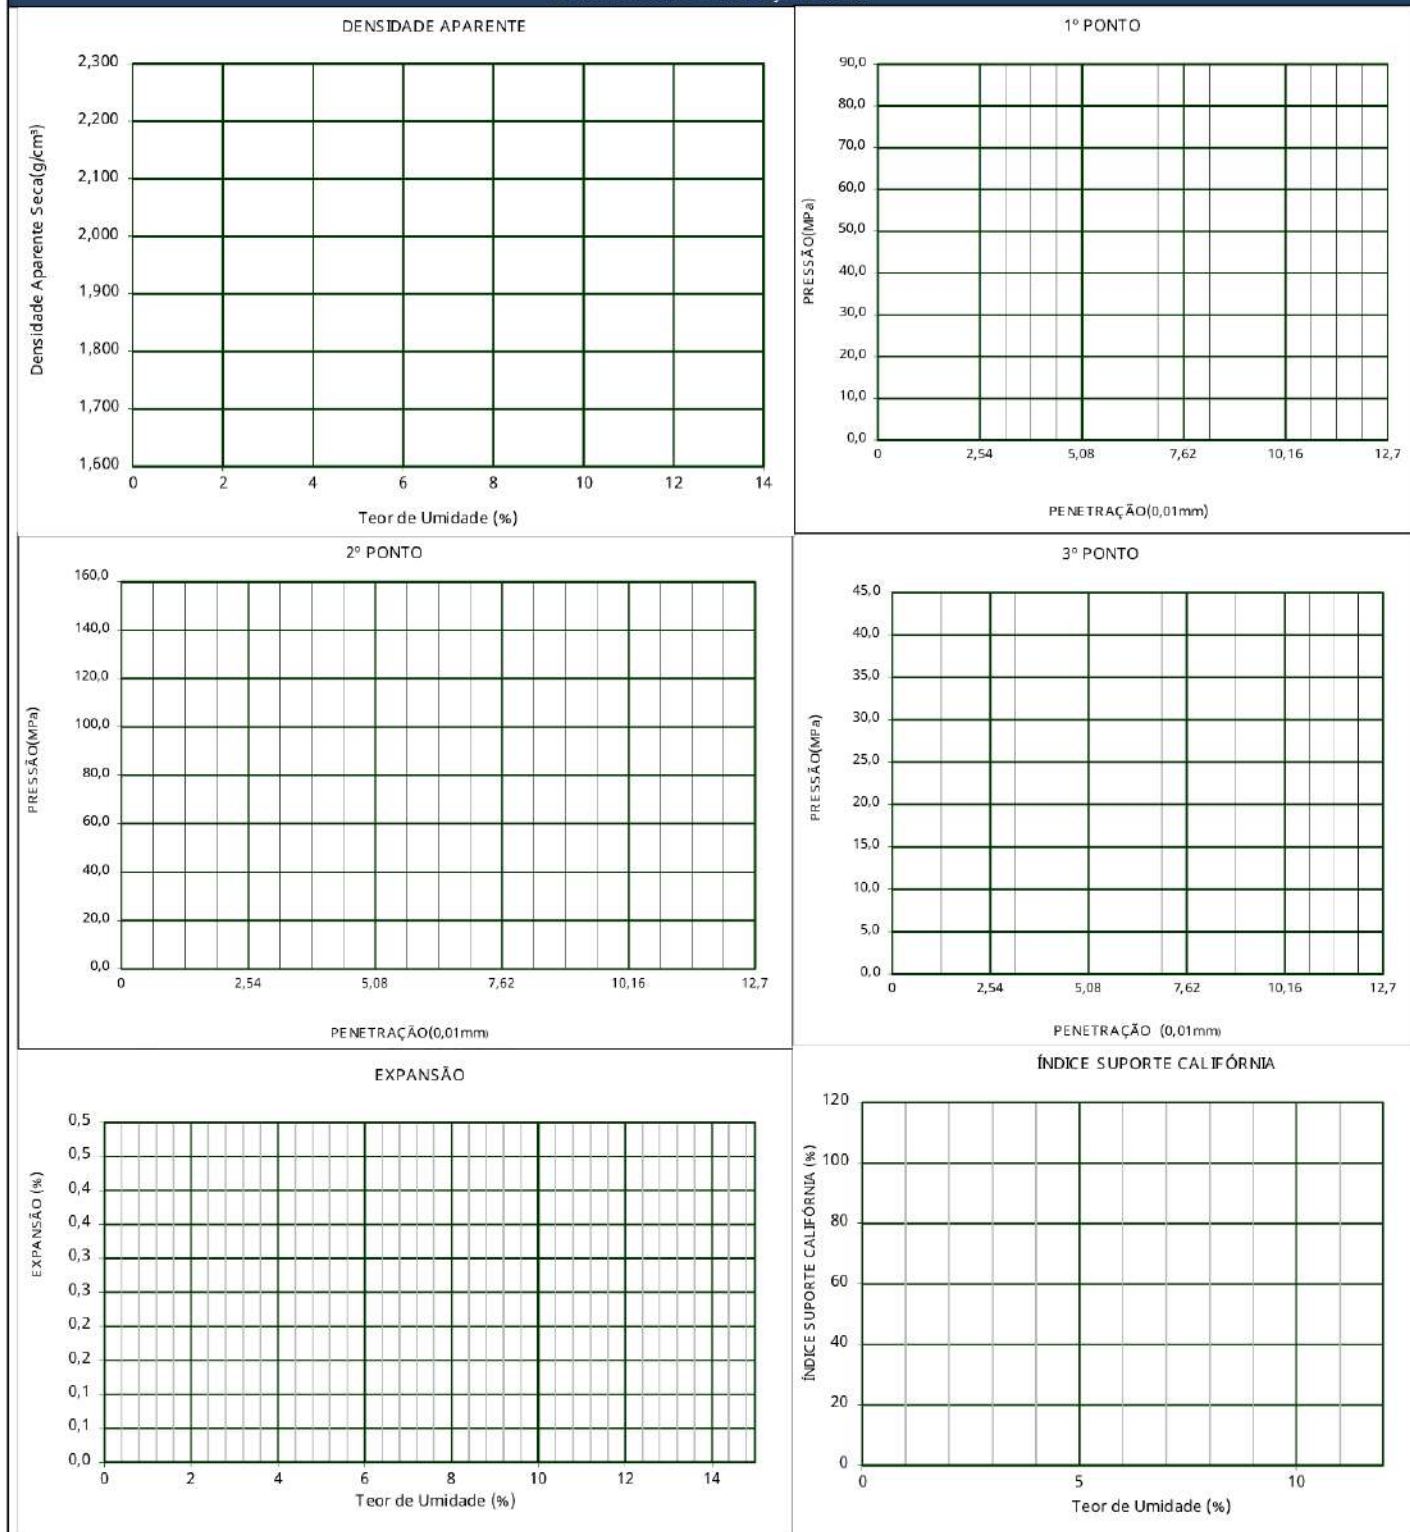 DENSIDADE APARENTE
2,300
2,200
2,100
2,000
1,900
1,800
1,700
1,600
0 2 4 6 8 10 12 14
Densidade Aparente Seca(g/cm³)
Teor de Umidade (%)
1º PONTO
90,0
80,0
70,0
60,0
50,0
40,0
30,0
20,0
10,0
0,0
0 2,54 5,08 7,62 10,16 12,7
PRESSÃO(MPa)
PENETRAÇÃO(0,01mm)
2º PONTO
160,0
140,0
120,0
100,0
80,0
60,0
40,0
20,0
0,0
0 2,54 5,08 7,62 10,16 12,7
PRESSÃO(MPa)
PENETRAÇÃO(0,01mm)
3º PONTO
45,0
40,0
35,0
30,0
25,0
20,0
15,0
10,0
5,0
0,0
0 2,54 5,08 7,62 10,16 12,7
PRESSÃO(MPa)
PENETRAÇÃO (0,01mm)
EXPANSÃO
0,5
0,5
0,4
0,4
0,3
0,3
0,2
0,2
0,1
0,1
0,0
0 2 4 6 8 10 12 14
EXPANSÃO (%)
Teor de Umidade (%)
ÍNDICE SUPORTE CALIFÓRNIA
120
100
80
60
40
20
0
0 5 10
ÍNDICE SUPORTE CALIFÓRNIA (%)
Teor de Umidade (%)